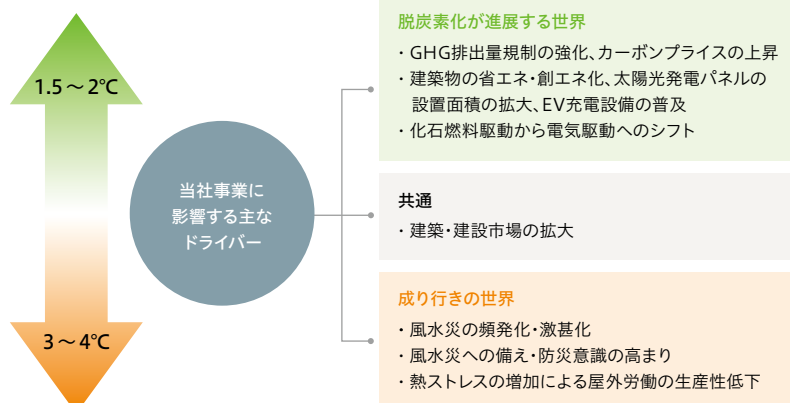 1.5～2℃
3～4℃
当社事業に
影響する主な
ドライバー
脱炭素化が進展する世界
・GHG排出量規制の強化、カーボンプライスの上昇
・建築物の省エネ・創エネ化、太陽光発電パネルの
設置面積の拡大、EV充電設備の普及
・化石燃料駆動から電気駆動へのシフト
共通
・建築・建設市場の拡大
成り行きの世界
・風水災の頻発化・激甚化
・風水災への備え・防災意識の高まり
・熱ストレスの増加による屋外労働の生産性低下